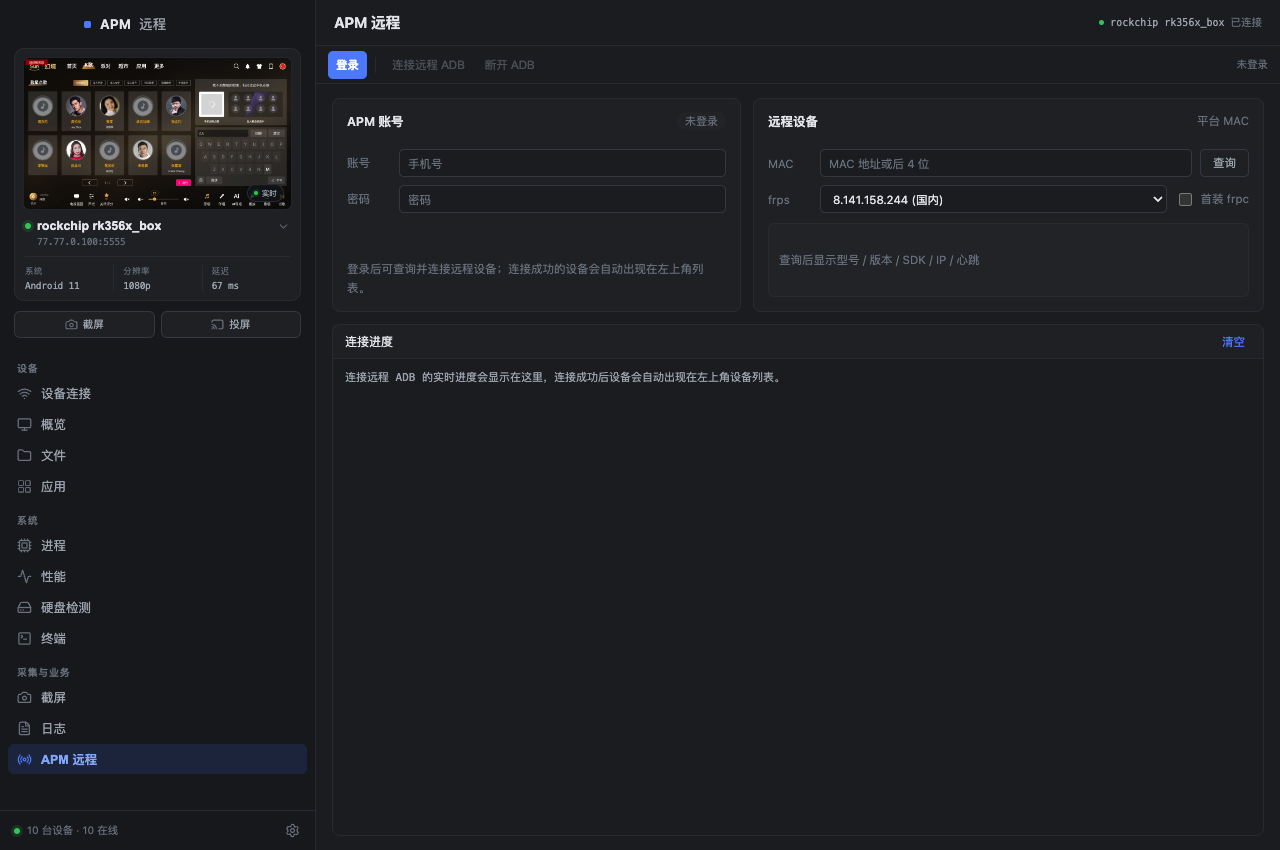 APM 远程
实时
rockchip rk356x_box
77.77.0.100:5555
系统 分辨率 延迟
Android 11 1080p 67 ms
截屏 投屏
设备
设备连接
概览
文件
应用
系统
进程
性能
硬盘检测
终端
采集与业务
截屏
日志
APM 远程
10 台设备 · 10 在线
APM 远程
rockchip rk356x_box 已连接
登录 连接远程 ADB 断开 ADB 未登录
APM 账号 未登录
账号 手机号
密码 密码
登录后可查询并连接远程设备；连接成功的设备会自动出现在左上角列
表。
远程设备 平台 MAC
MAC MAC 地址或后 4 位 查询
frps 8.141.158.244 (国内) 首装 frpc
查询后显示型号 / 版本 / SDK / IP / 心跳
连接进度 清空
连接远程 ADB 的实时进度会显示在这里，连接成功后设备会自动出现在左上角设备列表。